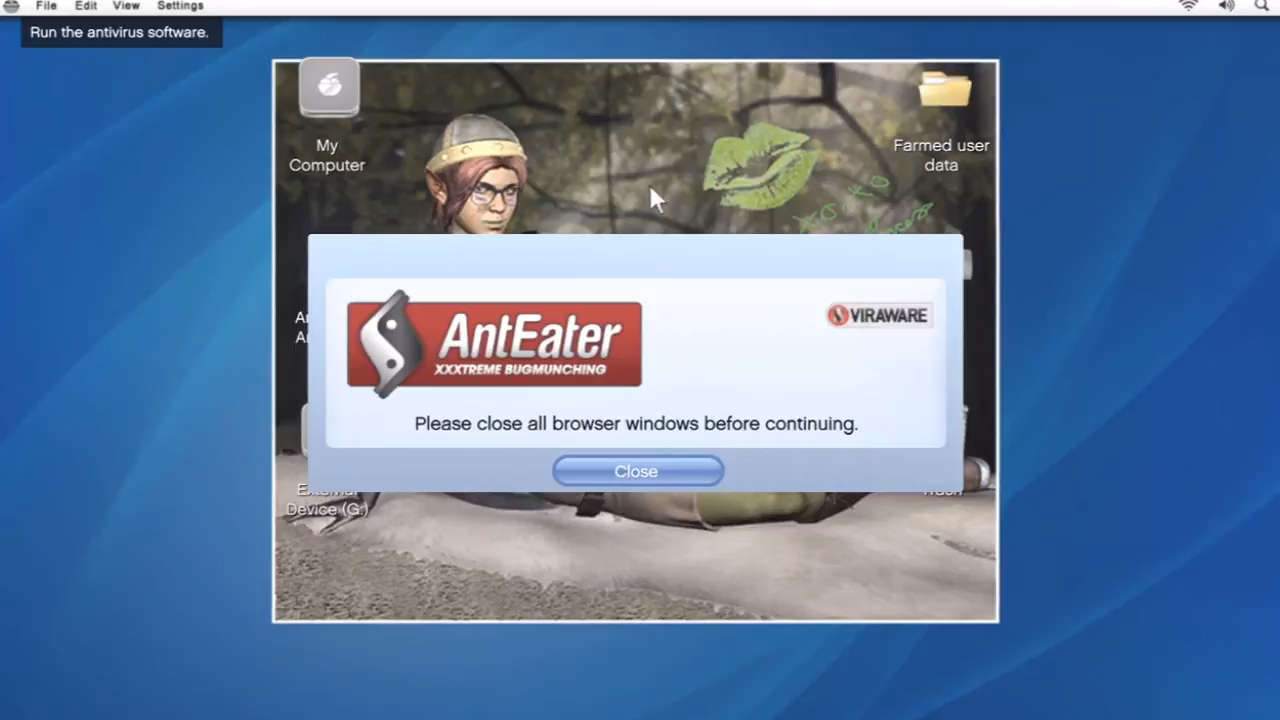 File Edit View Settings
Run the antivirus software.
My
Computer
Farmed user
data
AntEater
XXXTREME BUGMUNCHING
VIRAWARE
Please close all browser windows before continuing.
Close
Device (G:)